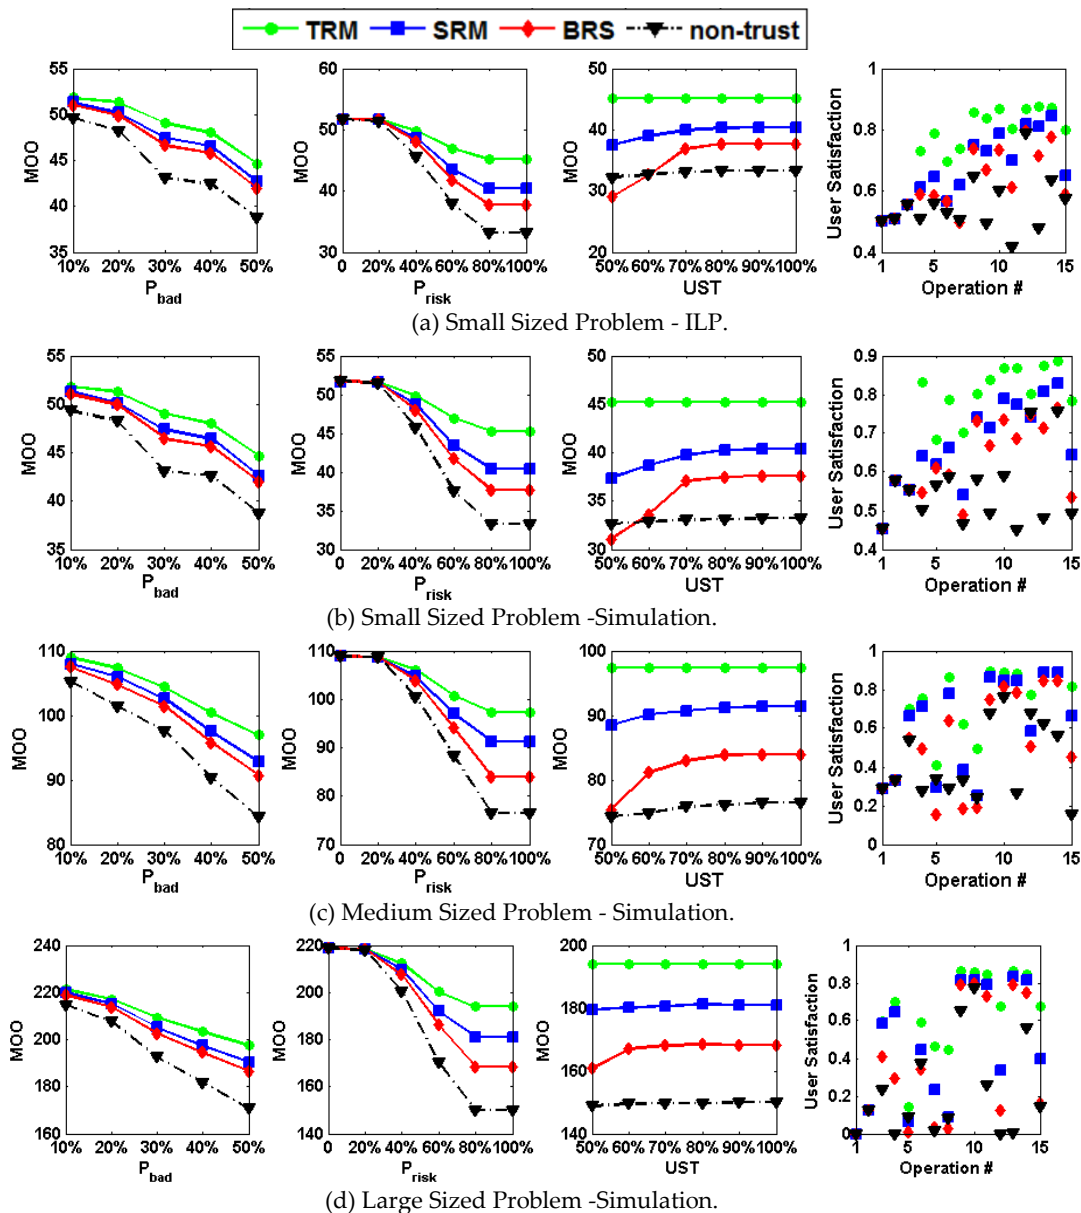 TRM SRM BRS non-trust
MOO
55
50
45
40
35
10% 20% 30% 40% 50%
P_bad
MOO
60
50
40
30
0 20% 40% 60% 80% 100%
P_risk
MOO
50
40
30
20
50% 60% 70% 80% 90% 100%
UST
User Satisfaction
1
0.8
0.6
0.4
1 5 10 15
Operation #
(a) Small Sized Problem - ILP.
MOO
55
50
45
40
35
10% 20% 30% 40% 50%
P_bad
MOO
55
50
45
40
35
30
0 20% 40% 60% 80% 100%
P_risk
MOO
50
45
40
35
30
50% 60% 70% 80% 90% 100%
UST
User Satisfaction
0.9
0.8
0.7
0.6
0.5
0.4
1 5 10 15
Operation #
(b) Small Sized Problem -Simulation.
MOO
110
100
90
80
10% 20% 30% 40% 50%
P_bad
MOO
110
100
90
80
70
0 20% 40% 60% 80% 100%
P_risk
MOO
100
90
80
70
50% 60% 70% 80% 90% 100%
UST
User Satisfaction
1
0.8
0.6
0.4
0.2
0
1 5 10 15
Operation #
(c) Medium Sized Problem - Simulation.
MOO
240
220
200
180
160
10% 20% 30% 40% 50%
P_bad
MOO
220
200
180
160
140
0 20% 40% 60% 80% 100%
P_risk
MOO
200
180
160
140
50% 60% 70% 80% 90% 100%
UST
User Satisfaction
1
0.8
0.6
0.4
0.2
0
1 5 10 15
Operation #
(d) Large Sized Problem -Simulation.